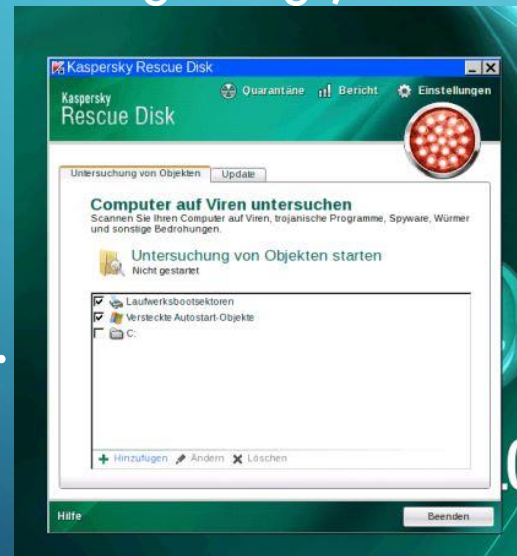 Kaspersky Rescue Disk
Kaspersky
Rescue Disk
Quarantäne Bericht Einstellungen
Untersuchung von Objekten Update
Computer auf Viren untersuchen
Scannen Sie Ihren Computer auf Viren, trojanische Programme, Spyware, Würmer
und sonstige Bedrohungen.
Untersuchung von Objekten starten
Nicht gestartet
Laufwerksbootsektoren
Versteckte Autostart-Objekte
C:
Hinzufügen Ändern Löschen
Hilfe Beenden